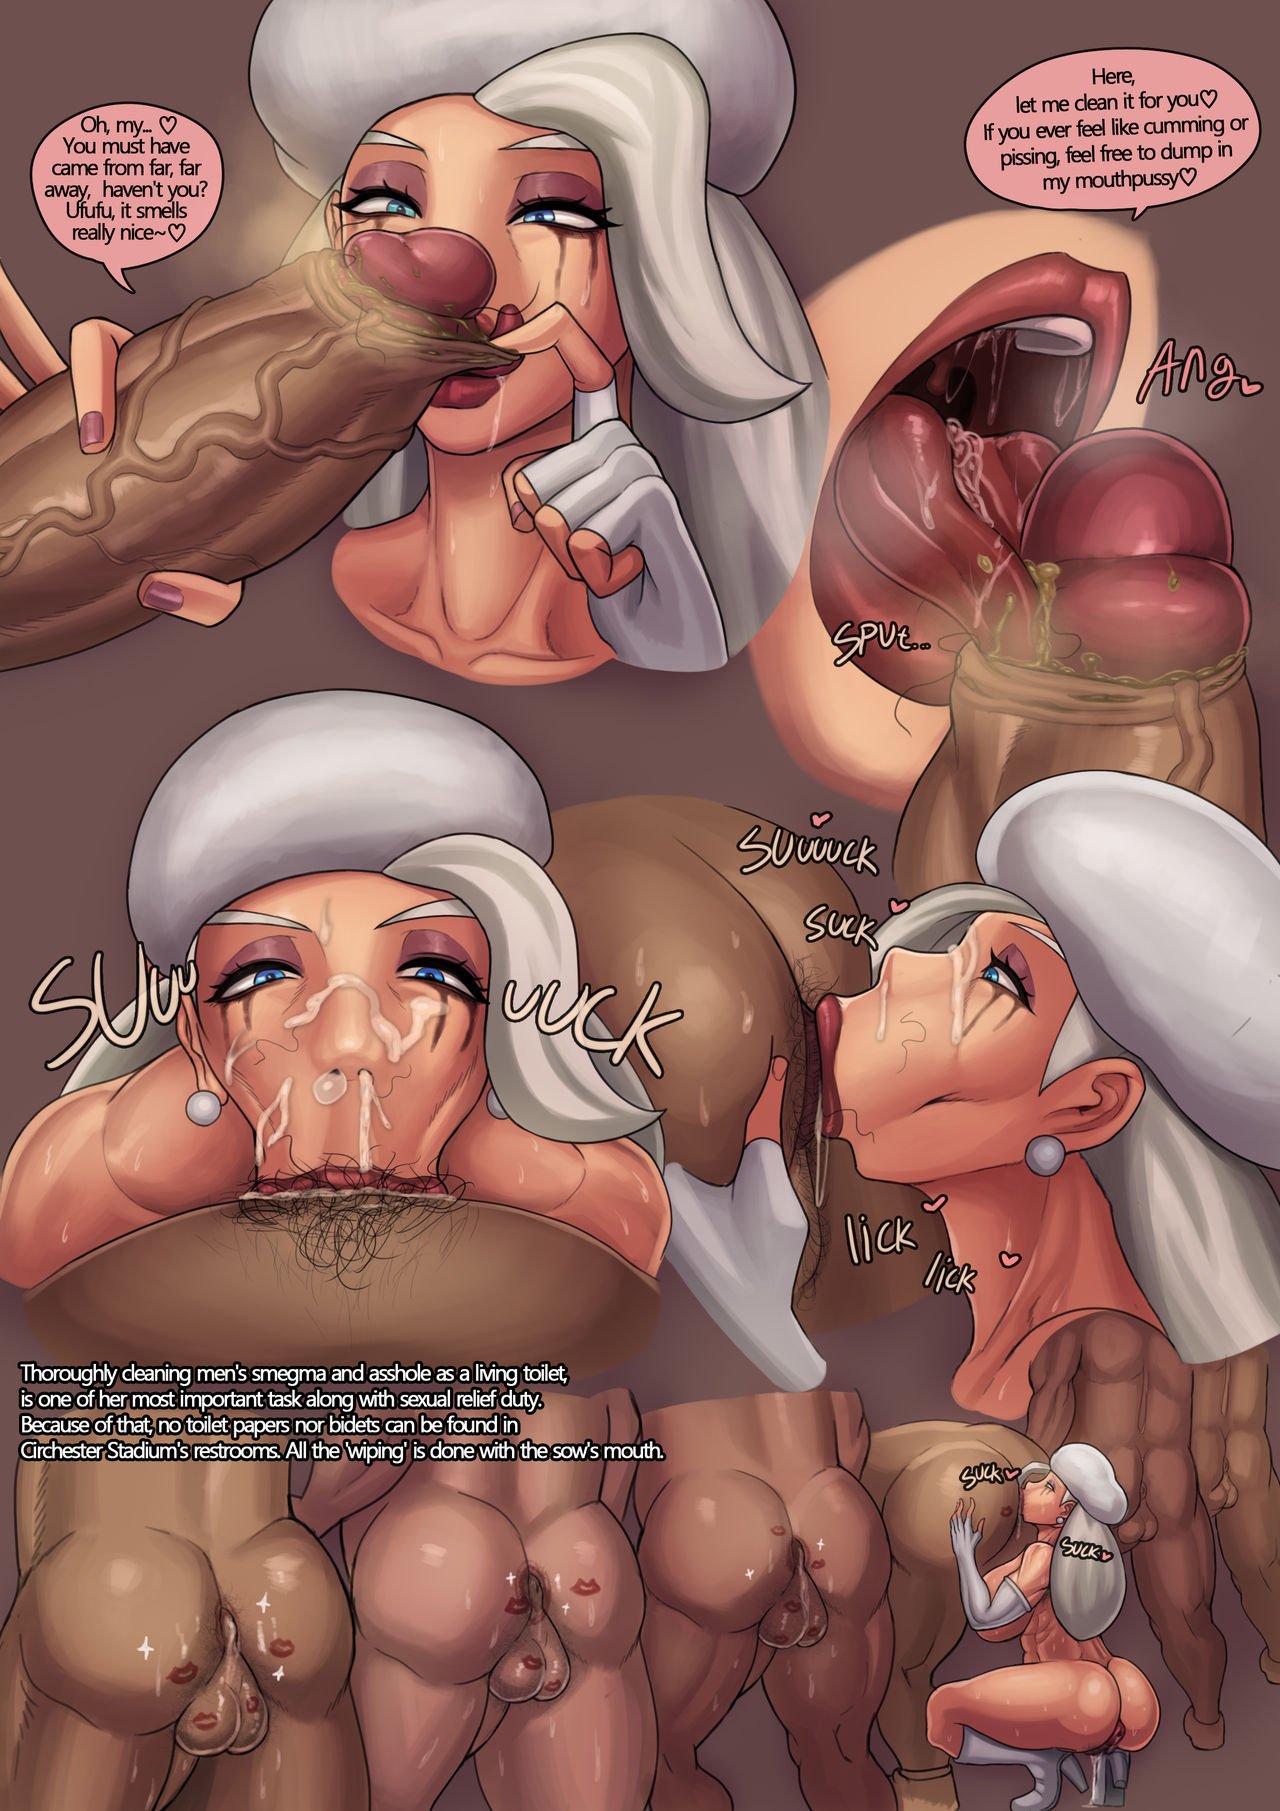 Oh, my... ♡
You must have
came from far, far
away, haven't you?
Ufufu, it smells
really nice~♡
Here,
let me clean it for you♡
If you ever feel like cumming or
pissing, feel free to dump in
my mouthpussy♡
Ang♥
SPUt...
SUuu
uuCK
SUuuuCK
SUCK
lick
lick
Thoroughly cleaning men's smegma and asshole as a living toilet,
is one of her most important task along with sexual relief duty.
Because of that, no toilet papers nor bidets can be found in
Circhester Stadium's restrooms. All the 'wiping' is done with the sow's mouth.
SUCK♥
SUCK♥